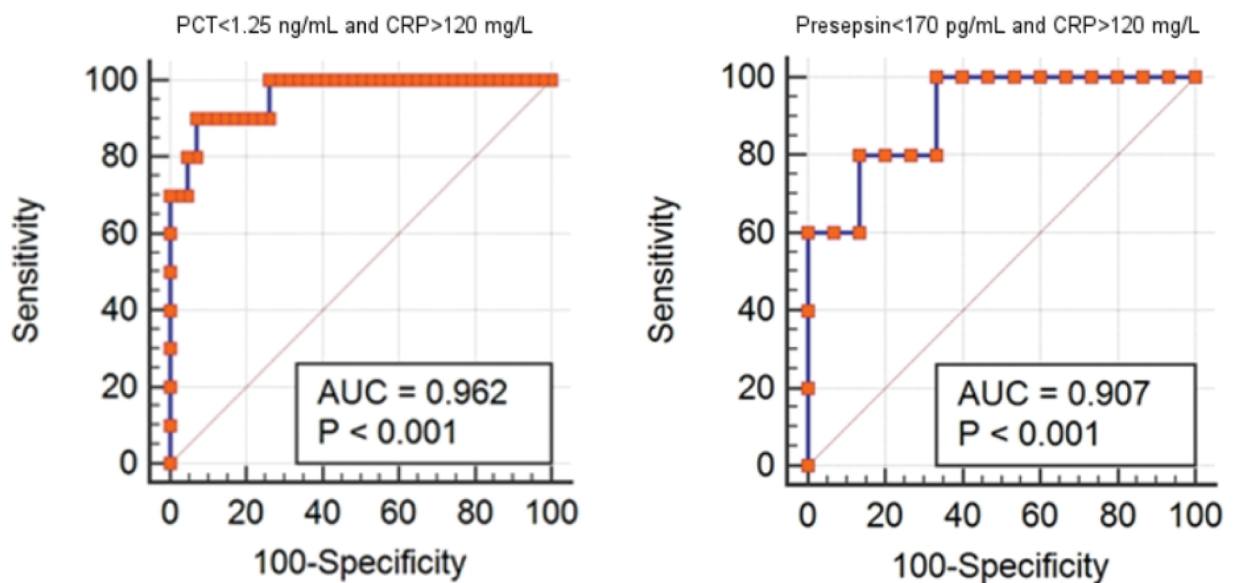 PCT<1.25 ng/mL and CRP>120 mg/L
100
80
60
40
20
0
Sensitivity
AUC = 0.962
P < 0.001
0 20 40 60 80 100
100-Specificity
Presepsin<170 pg/mL and CRP>120 mg/L
100
80
60
40
20
0
Sensitivity
AUC = 0.907
P < 0.001
0 20 40 60 80 100
100-Specificity